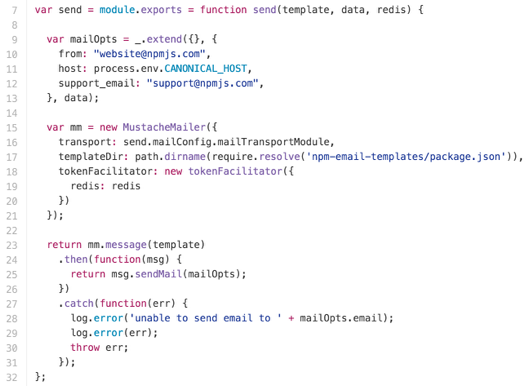 7 var send = module.exports = function send(template, data, redis) {
8
9   var mailOpts = _.extend({}, {
10     from: "website@npmjs.com",
11     host: process.env.CANONICAL_HOST,
12     support_email: "support@npmjs.com",
13   }, data);
14
15   var mm = new MustacheMailer({
16     transport: send.mailConfig.mailTransportModule,
17     templateDir: path.dirname(require.resolve('npm-email-templates/package.json')),
18     tokenFacilitator: new tokenFacilitator({
19       redis: redis
20     })
21   });
22
23   return mm.message(template)
24     .then(function(msg) {
25       return msg.sendMail(mailOpts);
26     })
27     .catch(function(err) {
28       log.error('unable to send email to ' + mailOpts.email);
29       log.error(err);
30       throw err;
31     });
32 };